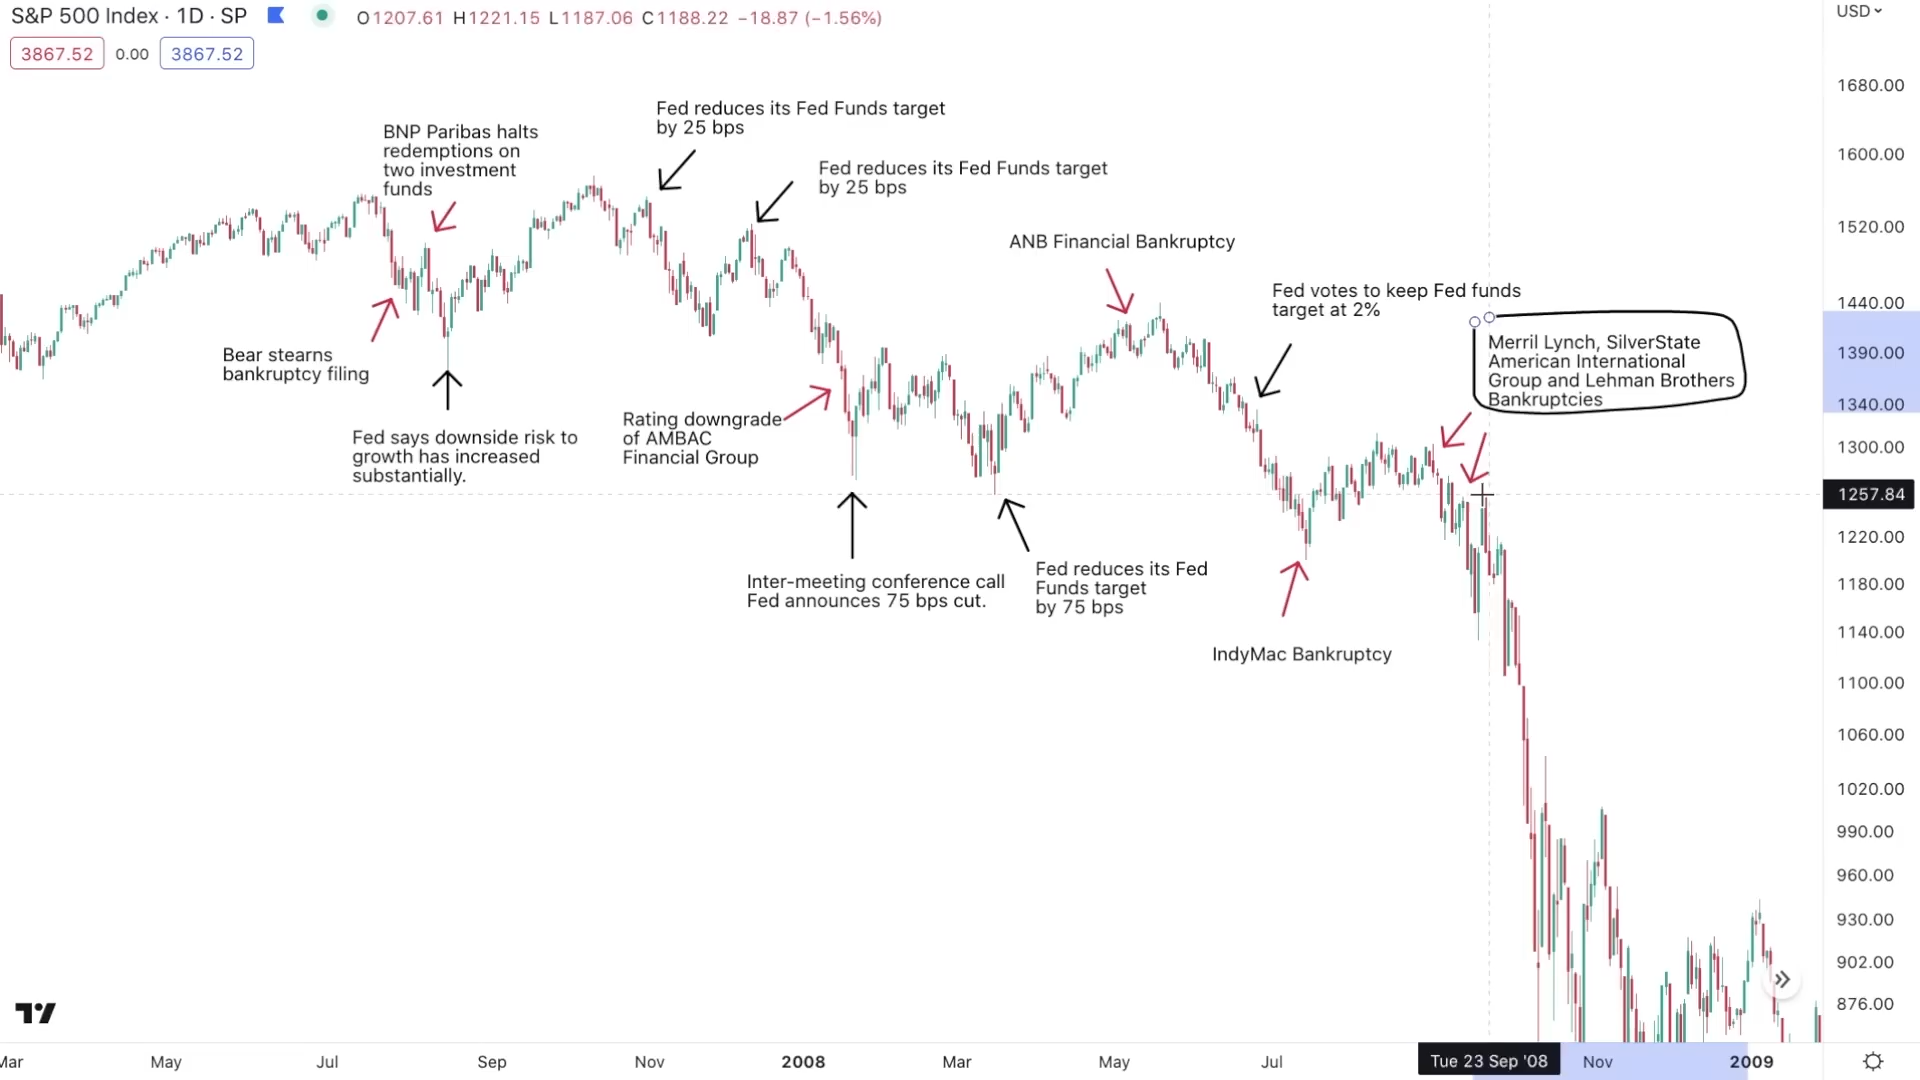 S&P 500 Index · 1D · SP
O1207.61 H1221.15 L1187.06 C1188.22 −18.87 (−1.56%)
USD
3867.52 0.00 3867.52
Fed reduces its Fed Funds target
by 25 bps
BNP Paribas halts
redemptions on
two investment
funds
Fed reduces its Fed Funds target
by 25 bps
ANB Financial Bankruptcy
Fed votes to keep Fed funds
target at 2%
Merril Lynch, SilverState
American International
Group and Lehman Brothers
Bankruptcies
Bear stearns
bankruptcy filing
Rating downgrade
of AMBAC
Financial Group
Fed says downside risk to
growth has increased
substantially.
Inter-meeting conference call
Fed announces 75 bps cut.
Fed reduces its Fed
Funds target
by 75 bps
IndyMac Bankruptcy
1680.00
1600.00
1520.00
1440.00
1390.00
1340.00
1300.00
1257.84
1220.00
1180.00
1140.00
1100.00
1060.00
1020.00
990.00
960.00
930.00
902.00
876.00
Mar May Jul Sep Nov 2008 Mar May Jul Tue 23 Sep '08 Nov 2009